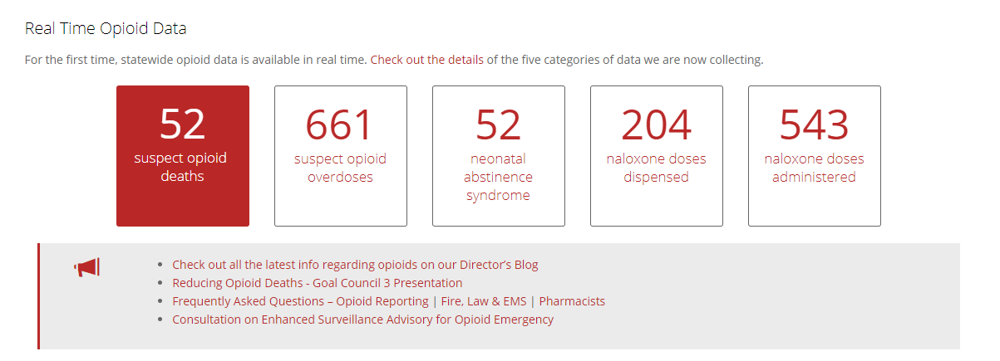 Real Time Opioid Data
For the first time, statewide opioid data is available in real time. Check out the details of the five categories of data we are now collecting.
52
suspect opioid
deaths
661
suspect opioid
overdoses
52
neonatal
abstinence
syndrome
204
naloxone doses
dispensed
543
naloxone doses
administered
Check out all the latest info regarding opioids on our Director’s Blog
Reducing Opioid Deaths - Goal Council 3 Presentation
Frequently Asked Questions – Opioid Reporting | Fire, Law & EMS | Pharmacists
Consultation on Enhanced Surveillance Advisory for Opioid Emergency